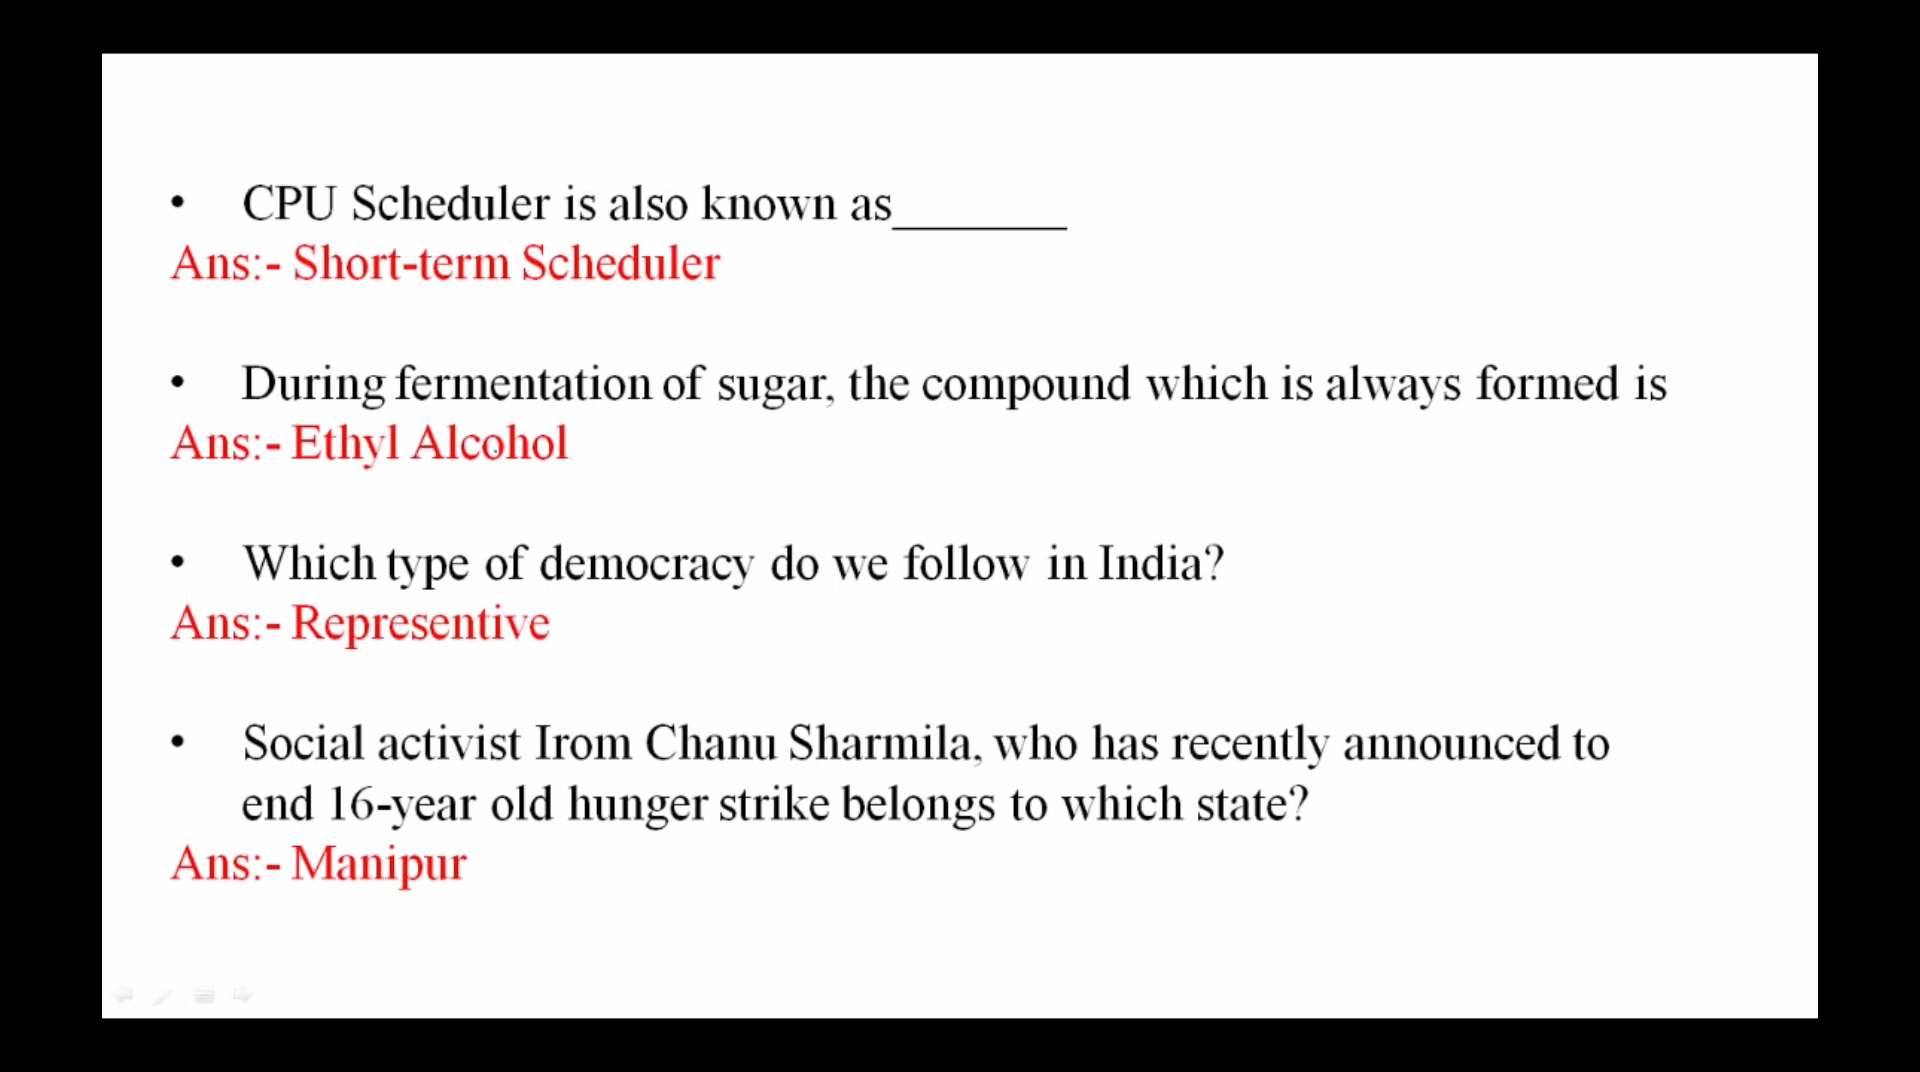 • CPU Scheduler is also known as_______
Ans:- Short-term Scheduler
• During fermentation of sugar, the compound which is always formed is
Ans:- Ethyl Alcohol
• Which type of democracy do we follow in India?
Ans:- Representive
• Social activist Irom Chanu Sharmila, who has recently announced to
end 16-year old hunger strike belongs to which state?
Ans:- Manipur